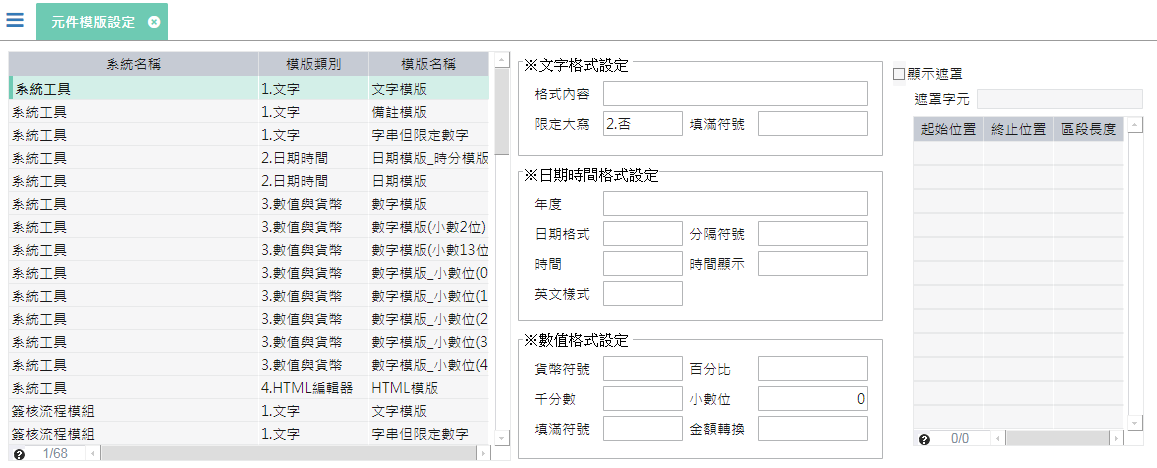 元件模版設定
系統名稱 模版類別 模版名稱
系統工具 1.文字 文字模版
系統工具 1.文字 備註模版
系統工具 1.文字 字串但限定數字
系統工具 2.日期時間 日期模版_時分模版
系統工具 2.日期時間 日期模版
系統工具 3.數值與貨幣 數字模版
系統工具 3.數值與貨幣 數字模版(小數2位)
系統工具 3.數值與貨幣 數字模版(小數13位
系統工具 3.數值與貨幣 數字模版_小數位(0
系統工具 3.數值與貨幣 數字模版_小數位(1
系統工具 3.數值與貨幣 數字模版_小數位(2
系統工具 3.數值與貨幣 數字模版_小數位(3
系統工具 3.數值與貨幣 數字模版_小數位(4
系統工具 4.HTML編輯器 HTML模版
簽核流程模組 1.文字 文字模版
簽核流程模組 1.文字 字串但限定數字
1/68
※文字格式設定
格式內容
限定大寫 2.否 填滿符號
※日期時間格式設定
年度
日期格式 分隔符號
時間 時間顯示
英文樣式
※數值格式設定
貨幣符號 百分比
千分數 小數位 0
填滿符號 金額轉換
顯示遮罩
遮罩字元
起始位置 終止位置 區段長度
0/0